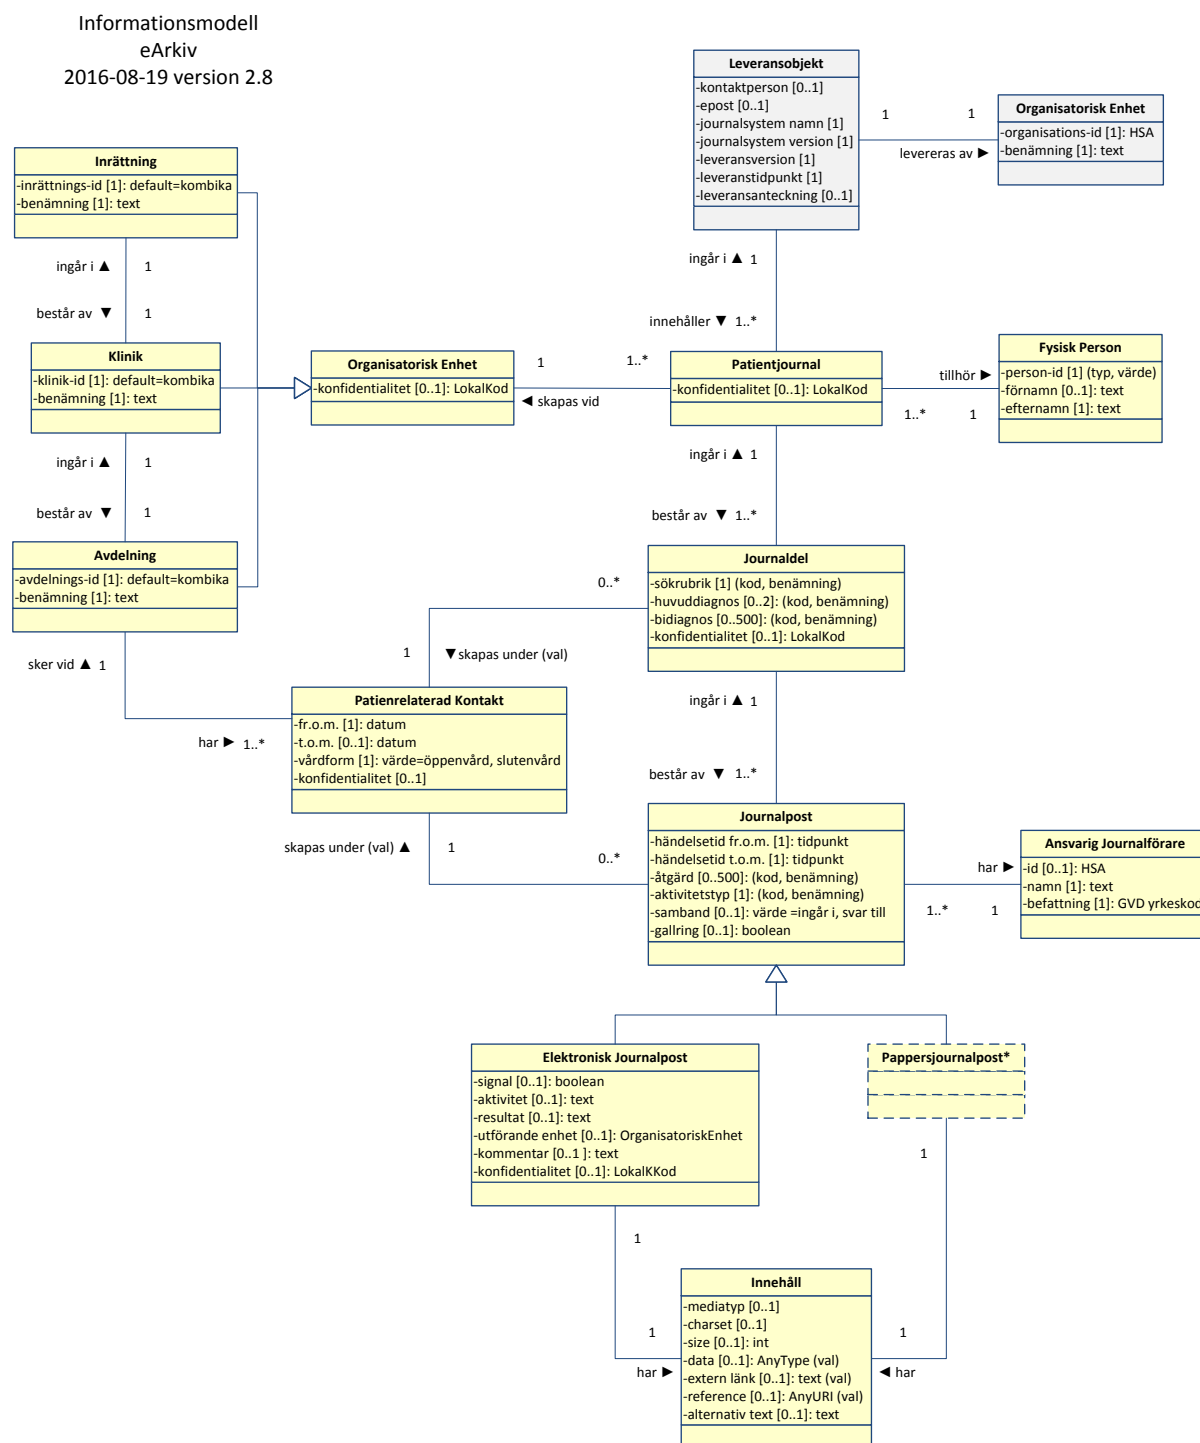 Informationsmodell
eArkiv
2016-08-19 version 2.8
Leveransobjekt
-kontaktperson [0..1]
-epost [0..1]
-journalsystem namn [1]
-journalsystem version [1]
-leveransversion [1]
-leveranstidpunkt [1]
-leveransanteckning [0..1]
1 1
levereras av ►
Organisatorisk Enhet
-organisations-id [1]: HSA
-benämning [1]: text
Inrättning
-inrättnings-id [1]: default=kombika
-benämning [1]: text
ingår i ▲ 1
består av ▼ 1
ingår i ▲ 1
innehåller ▼ 1..*
Klinik
-klinik-id [1]: default=kombika
-benämning [1]: text
Organisatorisk Enhet
-konfidentialitet [0..1]: LokalKod
1 1..*
◄ skapas vid
Patientjournal
-konfidentialitet [0..1]: LokalKod
tillhör ►
1..* 1
Fysisk Person
-person-id [1] (typ, värde)
-förnamn [0..1]: text
-efternamn [1]: text
ingår i ▲ 1
består av ▼ 1
ingår i ▲ 1
består av ▼ 1..*
Avdelning
-avdelnings-id [1]: default=kombika
-benämning [1]: text
Journaldel
-sökrubrik [1] (kod, benämning)
-huvuddiagnos [0..2]: (kod, benämning)
-bidiagnos [0..500]: (kod, benämning)
-konfidentialitet [0..1]: LokalKod
0..*
1 ▼skapas under (val)
sker vid ▲ 1
har ► 1..*
Patienrelaterad Kontakt
-fr.o.m. [1]: datum
-t.o.m. [0..1]: datum
-vårdform [1]: värde=öppenvård, slutenvård
-konfidentialitet [0..1]
ingår i ▲ 1
består av ▼ 1..*
skapas under (val) ▲ 1
0..*
Journalpost
-händelsetid fr.o.m. [1]: tidpunkt
-händelsetid t.o.m. [1]: tidpunkt
-åtgärd [0..500]: (kod, benämning)
-aktivitetstyp [1]: (kod, benämning)
-samband [0..1]: värde =ingår i, svar till
-gallring [0..1]: boolean
har ►
1..* 1
Ansvarig Journalförare
-id [0..1]: HSA
-namn [1]: text
-befattning [1]: GVD yrkeskod
Elektronisk Journalpost
-signal [0..1]: boolean
-aktivitet [0..1]: text
-resultat [0..1]: text
-utförande enhet [0..1]: OrganisatoriskEnhet
-kommentar [0..1 ]: text
-konfidentialitet [0..1]: LokalKKod
Pappersjournalpost*
1
1
Innehåll
-mediatyp [0..1]
-charset [0..1]
-size [0..1]: int
-data [0..1]: AnyType (val)
-extern länk [0..1]: text (val)
-reference [0..1]: AnyURI (val)
-alternativ text [0..1]: text
1
har ►
1
◄ har